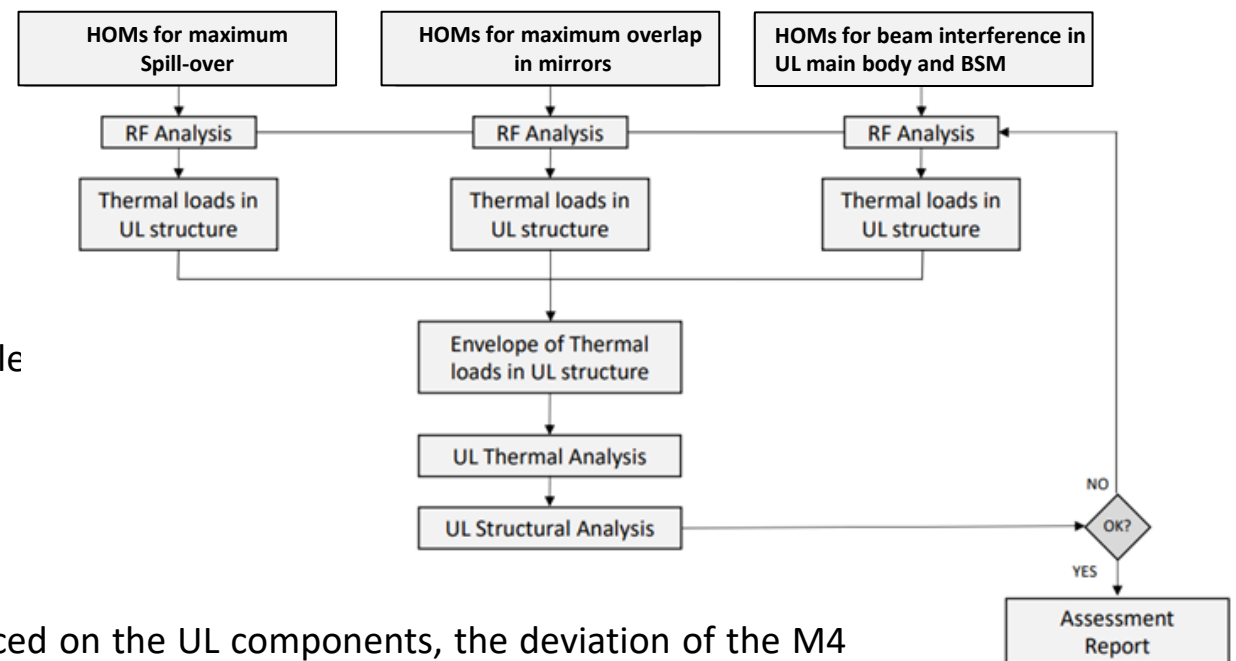 HOMs for maximum
Spill-over
HOMs for maximum overlap
in mirrors
HOMs for beam interference in
UL main body and BSM
RF Analysis
RF Analysis
RF Analysis
Thermal loads in
UL structure
Thermal loads in
UL structure
Thermal loads in
UL structure
Envelope of Thermal
loads in UL structure
UL Thermal Analysis
UL Structural Analysis
NO
OK?
YES
Assessment
Report
on the UL components, the deviation of the M4